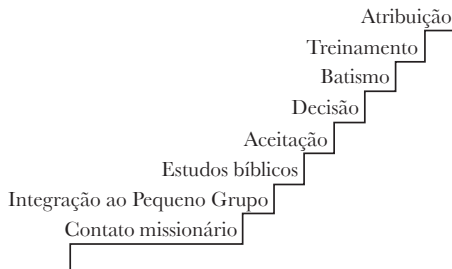 Atribuição
Treinamento
Batismo
Decisão
Aceitação
Estudos bíblicos
Integração ao Pequeno Grupo
Contato missionário